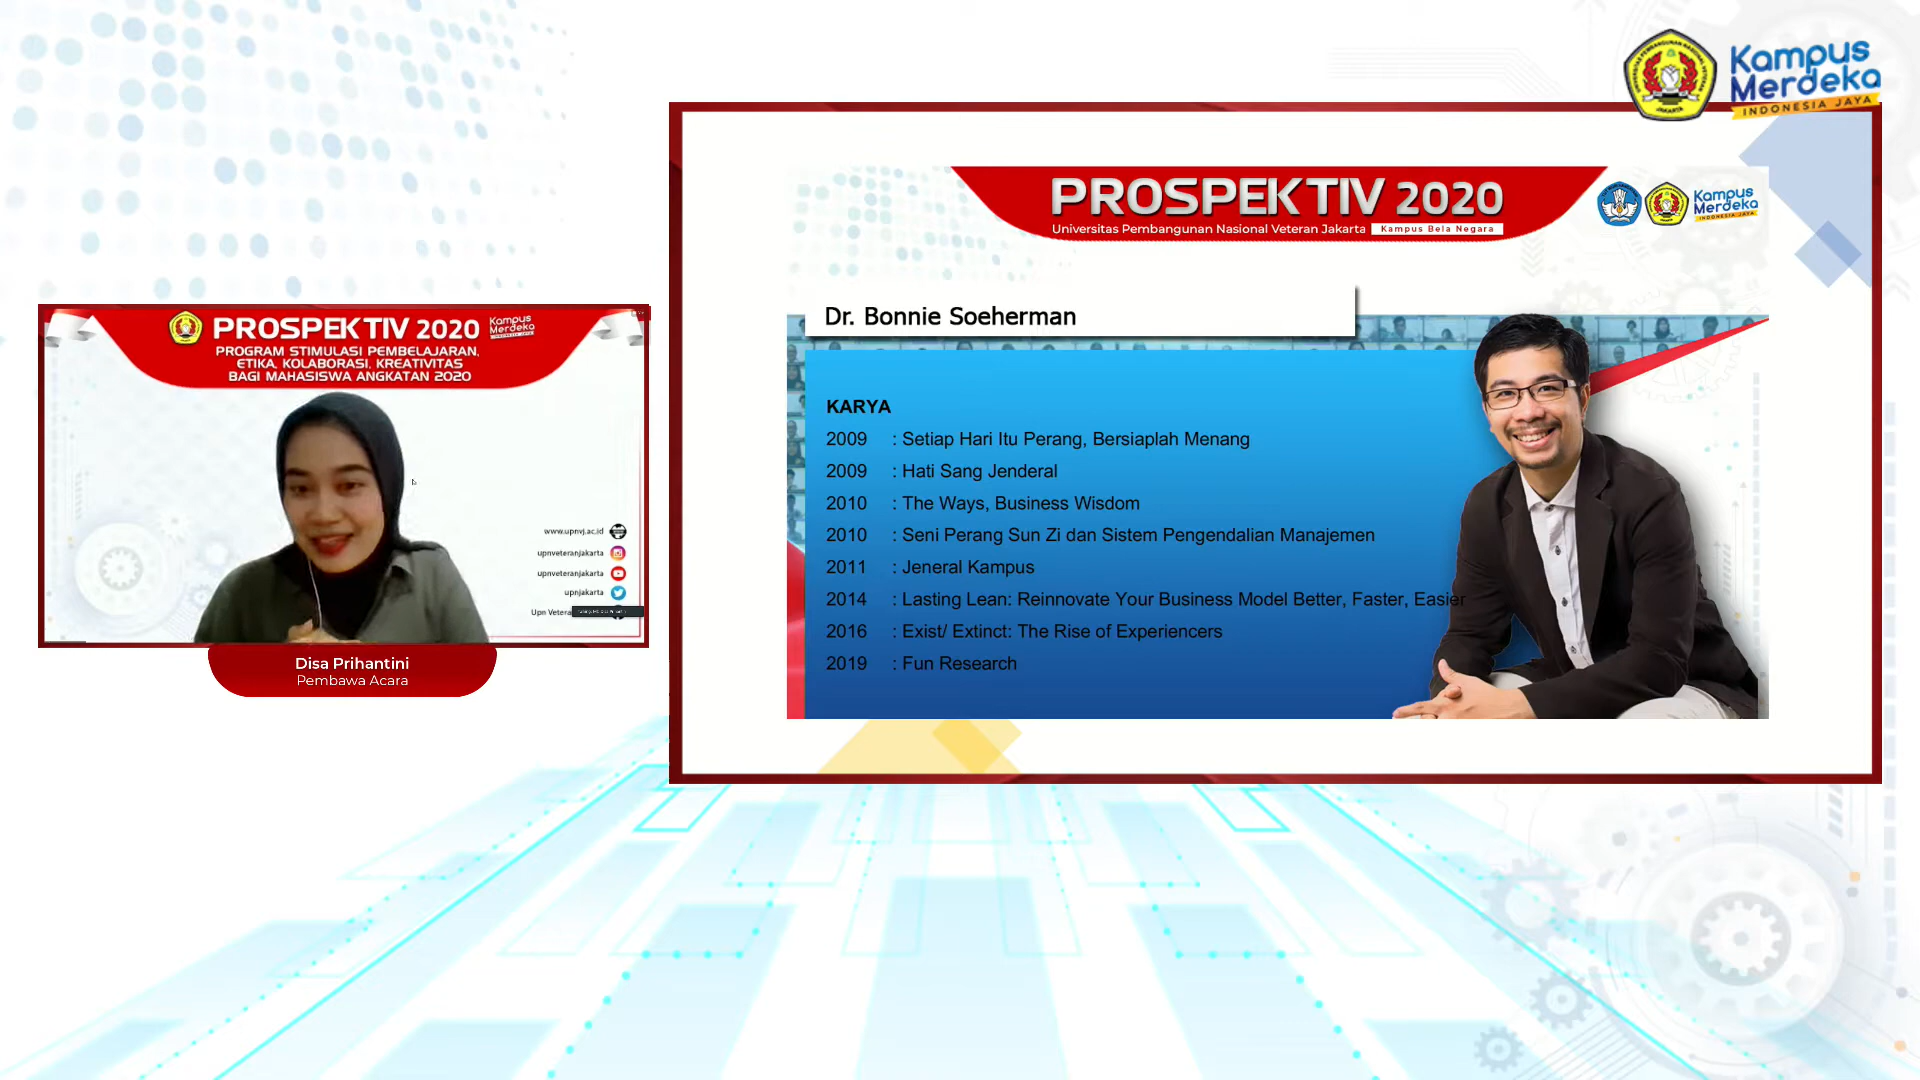 Kampus
Merdeka
INDONESIA JAYA
PROSPEKTIV 2020
Universitas Pembangunan Nasional Veteran Jakarta Kampus Bela Negara
Kampus
Merdeka
INDONESIA JAYA
Dr. Bonnie Soeherman
KARYA
2009 : Setiap Hari Itu Perang, Bersiaplah Menang
2009 : Hati Sang Jenderal
2010 : The Ways, Business Wisdom
2010 : Seni Perang Sun Zi dan Sistem Pengendalian Manajemen
2011 : Jeneral Kampus
2014 : Lasting Lean: Reinnovate Your Business Model Better, Faster, Easier
2016 : Exist/ Extinct: The Rise of Experiencers
2019 : Fun Research
PROSPEKTIV 2020
Kampus
Merdeka
PROGRAM STIMULASI PEMBELAJARAN,
ETIKA, KOLABORASI, KREATIVITAS
BAGI MAHASISWA ANGKATAN 2020
www.upnvj.ac.id
upnveteranjakarta
upnveteranjakarta
upnjakarta
Upn Vetera
Disa Prihantini
Pembawa Acara